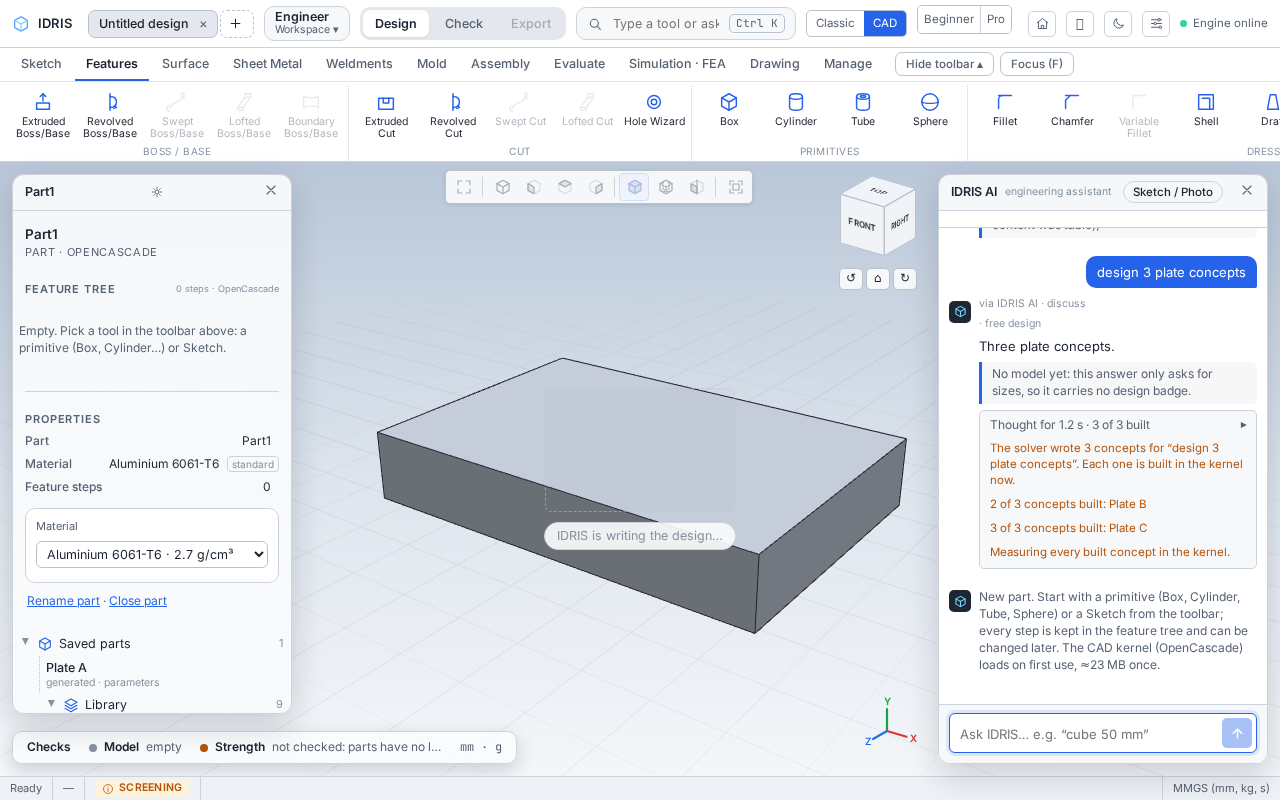 IDRIS
Untitled design ×
+
Engineer
Workspace ▾
Design
Check
Export
Type a tool or ask
Ctrl K
Classic
CAD
Beginner
Pro
Engine online
Sketch
Features
Surface
Sheet Metal
Weldments
Mold
Assembly
Evaluate
Simulation · FEA
Drawing
Manage
Hide toolbar ▴
Focus (F)
Extruded
Boss/Base
Revolved
Boss/Base
Swept
Boss/Base
Lofted
Boss/Base
Boundary
Boss/Base
BOSS / BASE
Extruded
Cut
Revolved
Cut
Swept Cut
Lofted Cut
Hole Wizard
CUT
Box
Cylinder
Tube
Sphere
PRIMITIVES
Fillet
Chamfer
Variable
Fillet
Shell
Part1
Part1
PART · OPENCASCADE
FEATURE TREE
0 steps · OpenCascade
Empty. Pick a tool in the toolbar above: a
primitive (Box, Cylinder…) or Sketch.
PROPERTIES
Part
Part1
Material
Aluminium 6061-T6
standard
Feature steps
0
Material
Aluminium 6061-T6 · 2.7 g/cm³
Rename part · Close part
Saved parts
1
Plate A
generated · parameters
Library
9
Checks
Model empty
Strength not checked: parts have no l…
mm · g
TOP
FRONT
RIGHT
IDRIS is writing the design…
Y
X
Z
IDRIS AI
engineering assistant
Sketch / Photo
design 3 plate concepts
via IDRIS AI · discuss
· free design
Three plate concepts.
No model yet: this answer only asks for
sizes, so it carries no design badge.
Thought for 1.2 s · 3 of 3 built
The solver wrote 3 concepts for “design 3
plate concepts”. Each one is built in the kernel
now.
2 of 3 concepts built: Plate B
3 of 3 concepts built: Plate C
Measuring every built concept in the kernel.
New part. Start with a primitive (Box, Cylinder,
Tube, Sphere) or a Sketch from the toolbar;
every step is kept in the feature tree and can be
changed later. The CAD kernel (OpenCascade)
loads on first use, ≈23 MB once.
Ask IDRIS… e.g. “cube 50 mm”
Ready
—
SCREENING
MMGS (mm, kg, s)